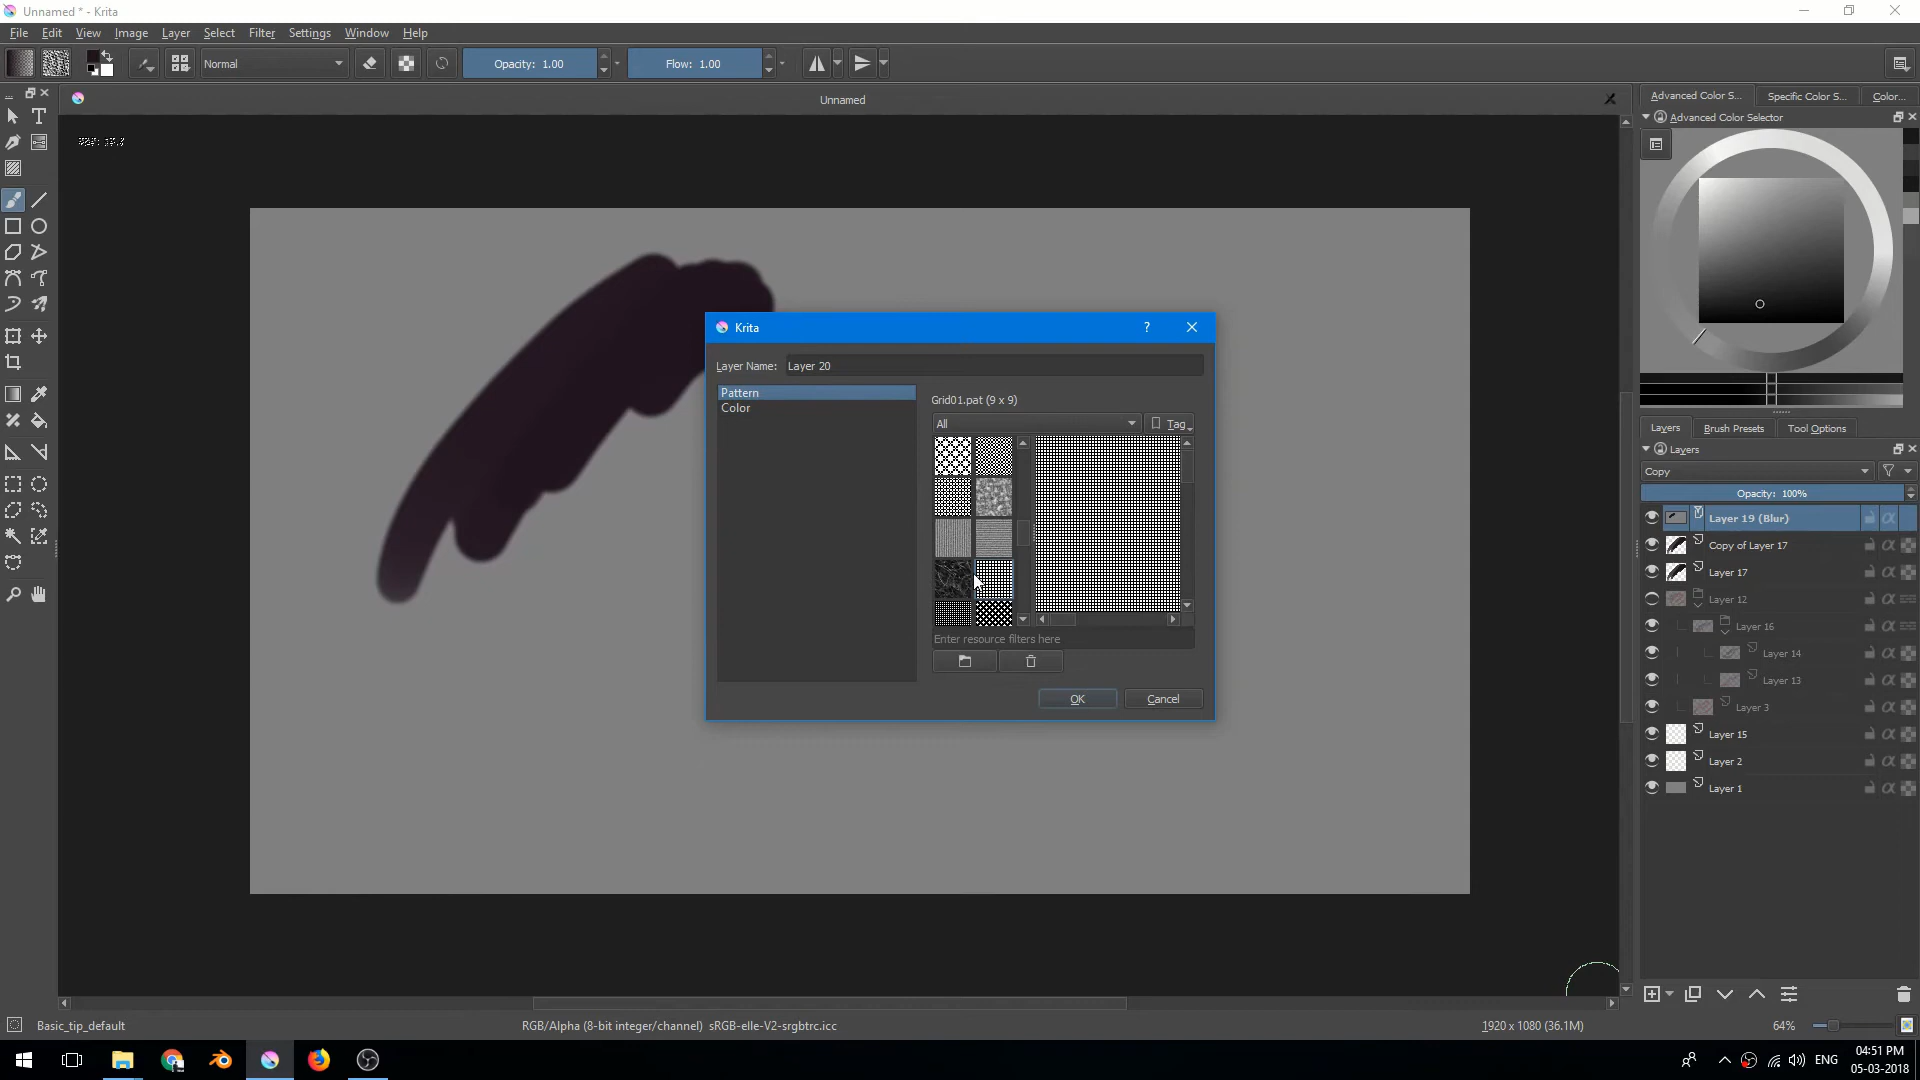 Unnamed * - Krita
File Edit View Image Layer Select Filter Settings Window Help
Normal Opacity: 1.00 Flow: 1.00
Unnamed
Advanced Color S... Specific Color S... Color...
Advanced Color Selector
Krita
Layer Name: Layer 20
Pattern
Color
Grid01.pat (9 x 9)
All Tag
Enter resource filters here
OK Cancel
Layers Brush Presets Tool Options
Layers
Copy
Opacity: 100%
Layer 19 (Blur)
Copy of Layer 17
Layer 17
Layer 12
Layer 16
Layer 14
Layer 13
Layer 3
Layer 15
Layer 2
Layer 1
Basic_tip_default RGB/Alpha (8-bit integer/channel) sRGB-elle-V2-srgbtrc.icc 1920 x 1080 (36.1M) 64%
ENG 04:51 PM
05-03-2018